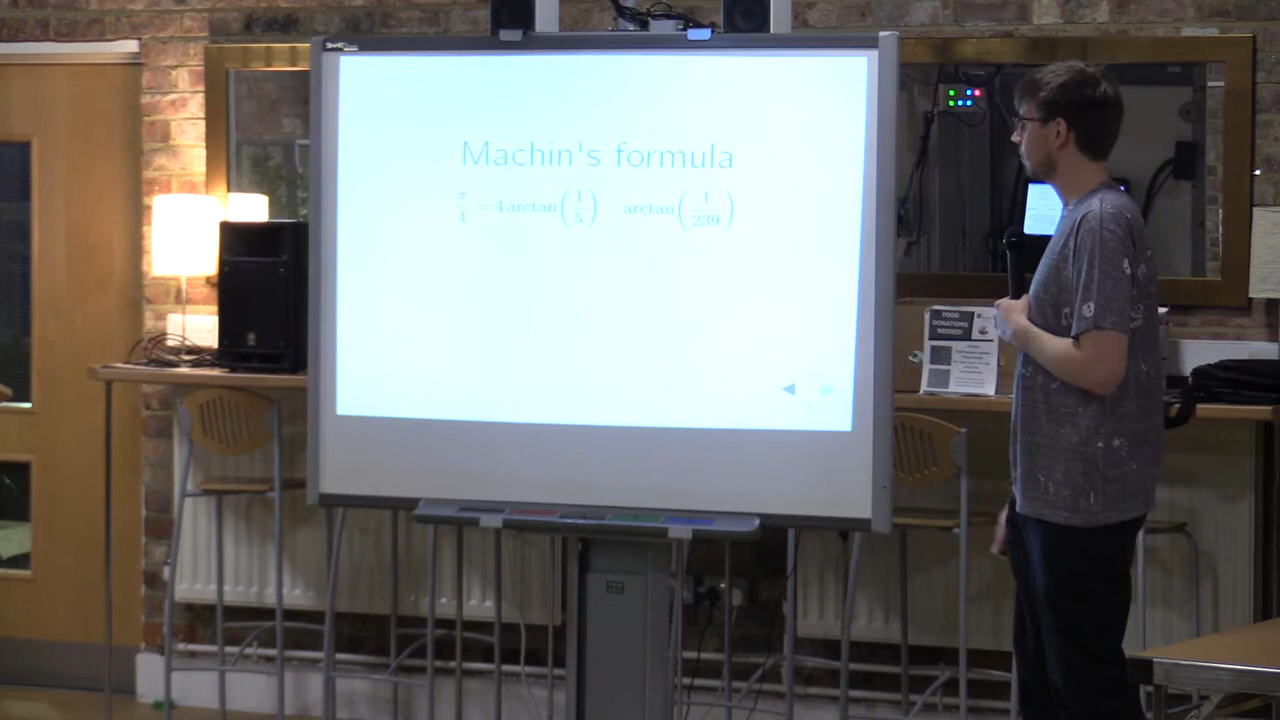 Machin's formula
π/4 = 4 arctan(1/5) − arctan(1/239)
FOOD
DONATIONS
NEEDED!